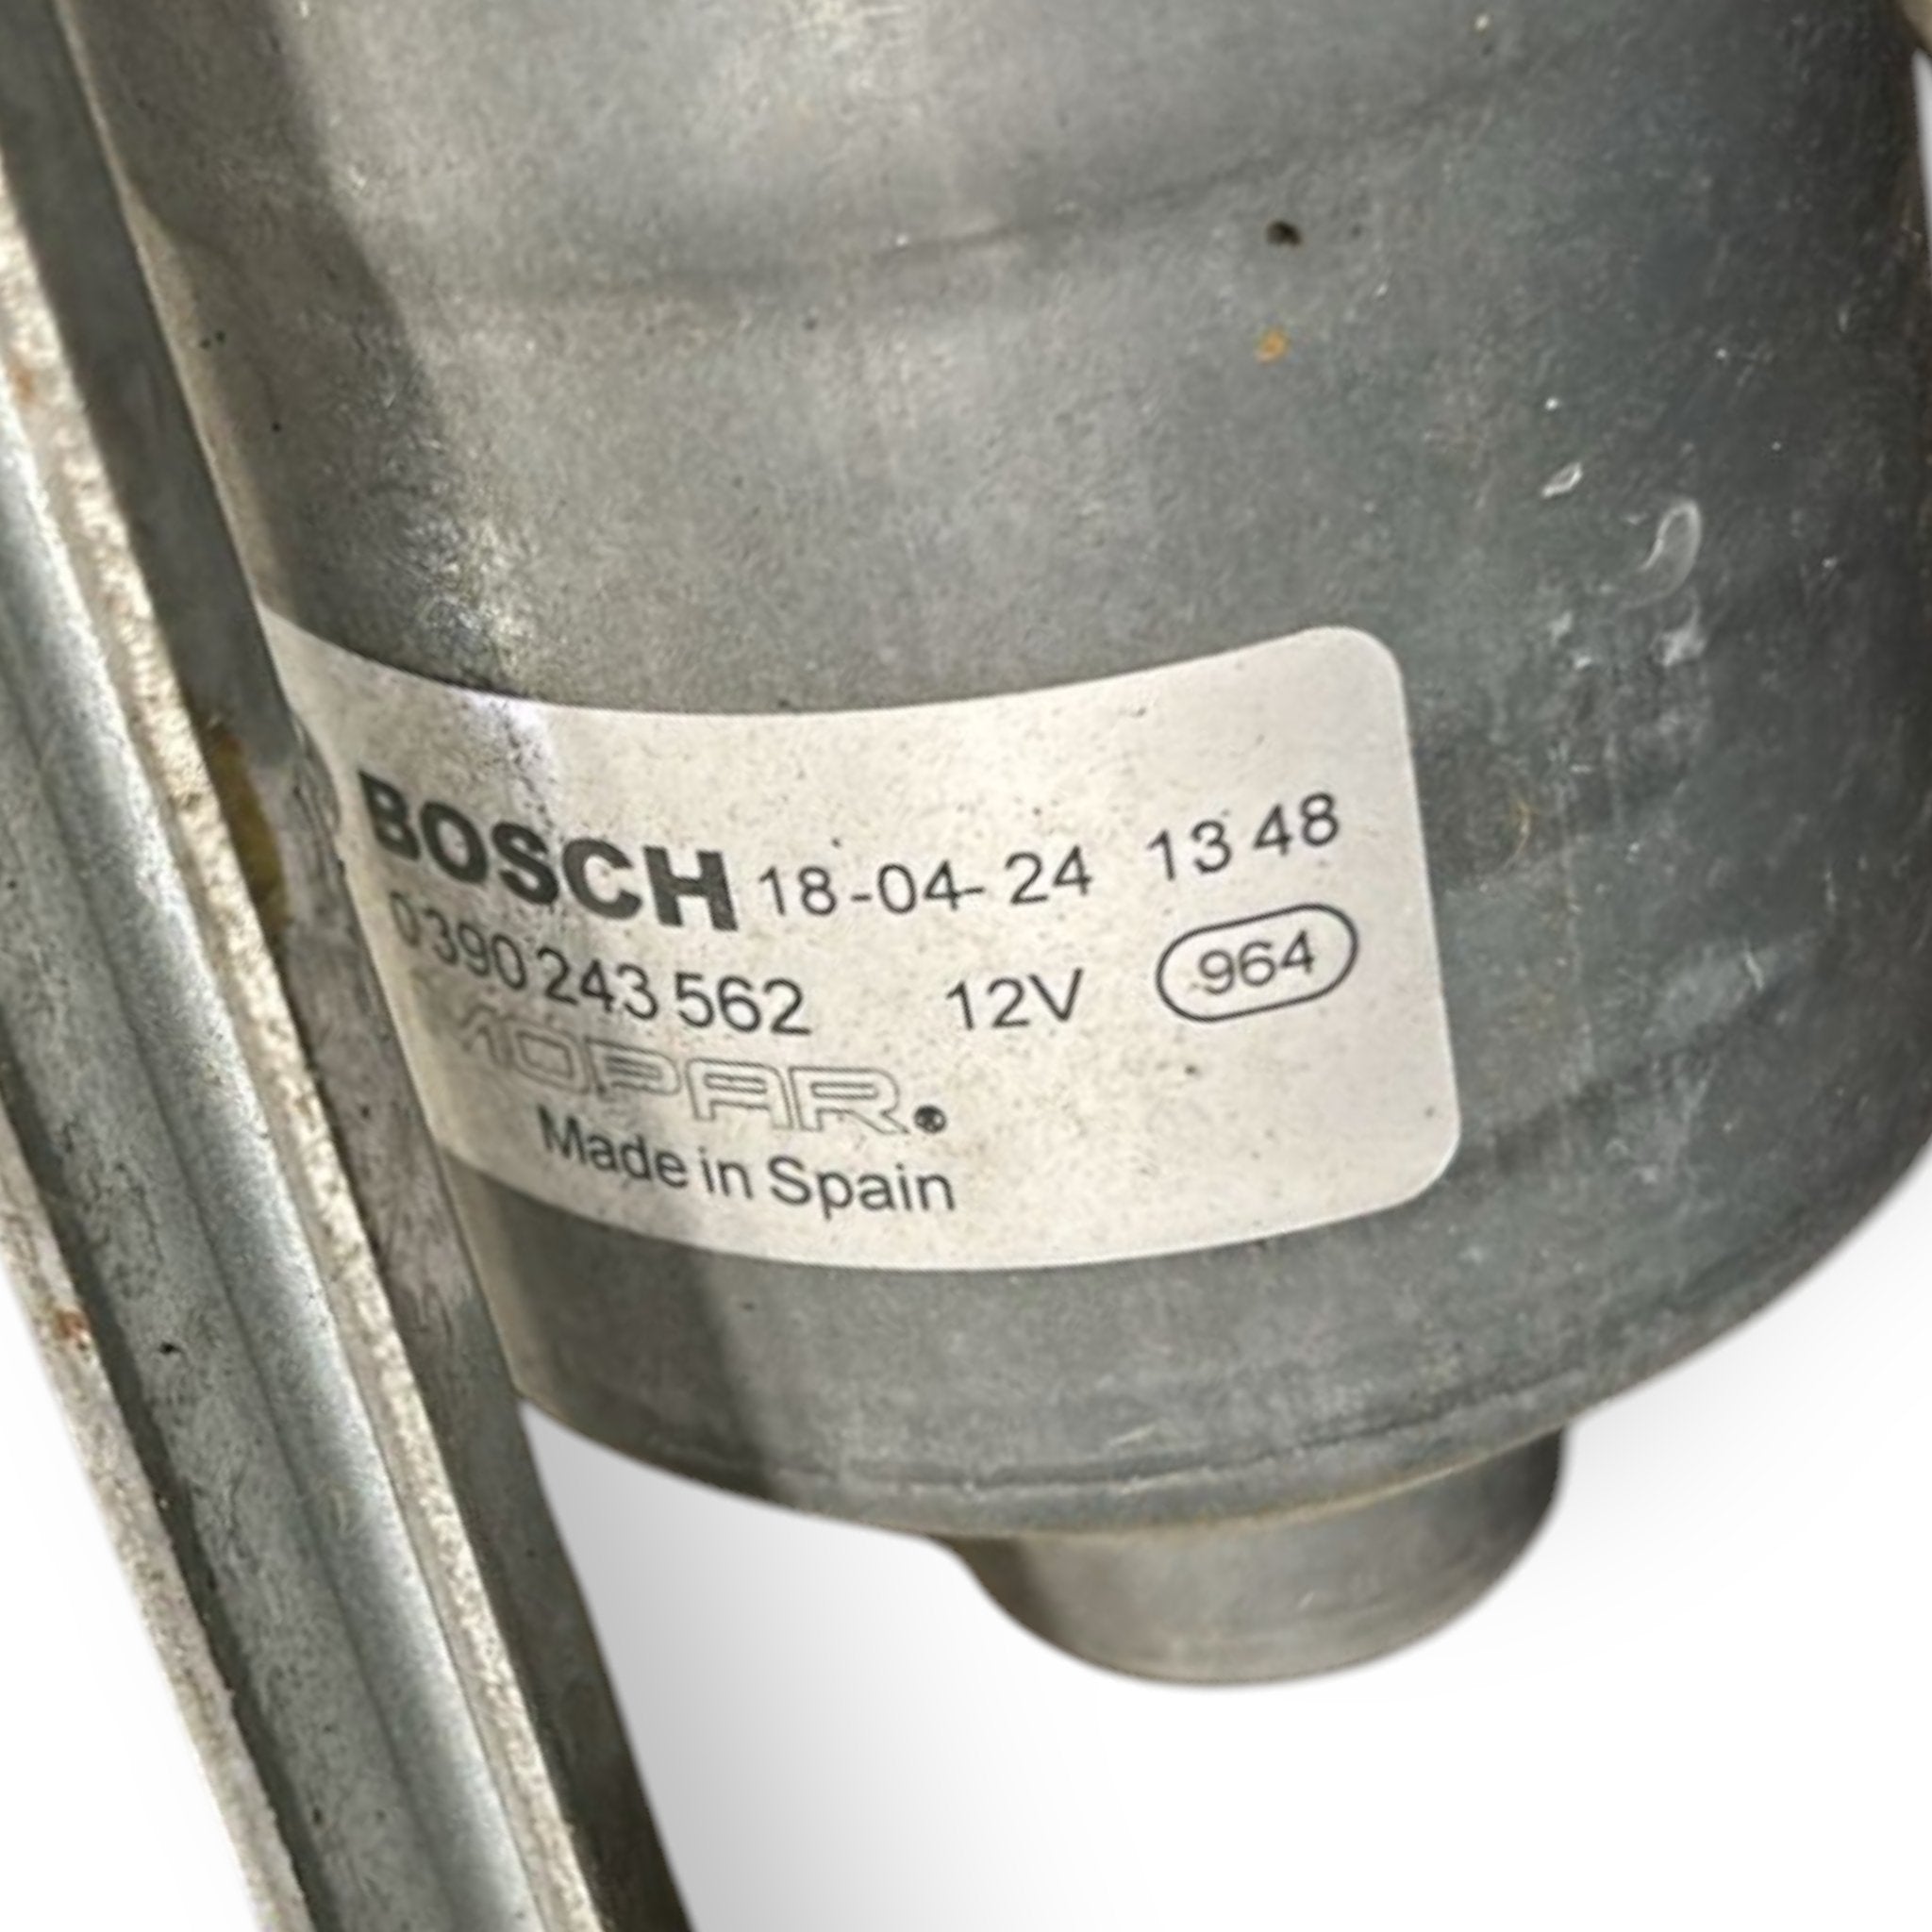 BOSCH 18-04-24 13 48
0390 243 562 12V 964
MOPAR®
Made in Spain